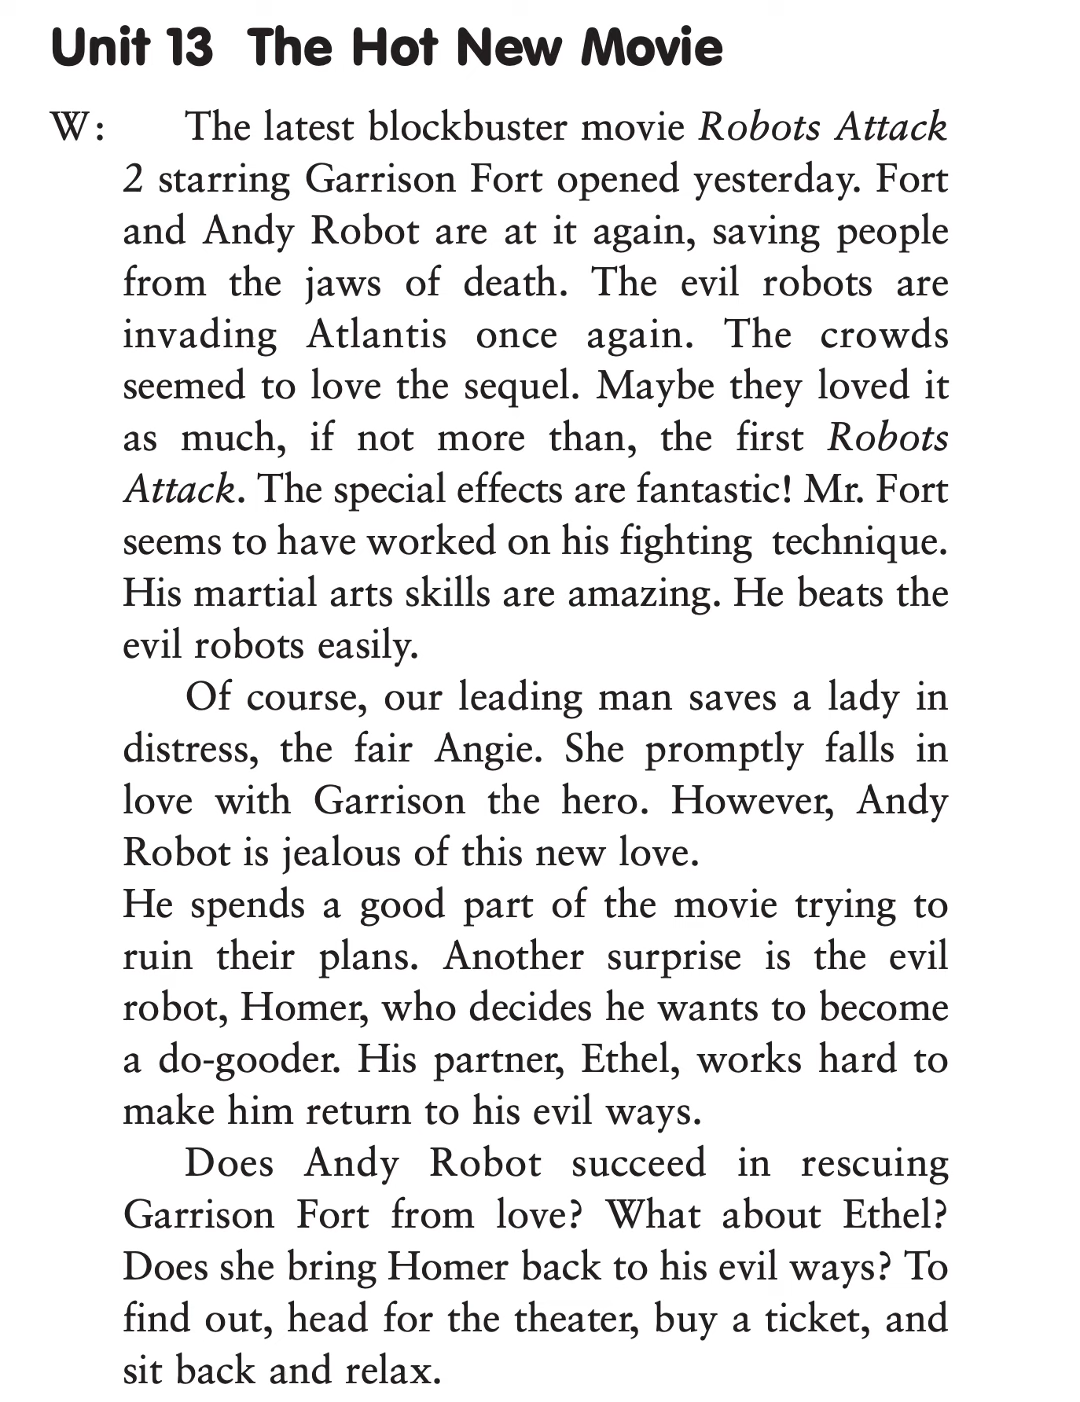 Unit 13 The Hot New Movie
W: The latest blockbuster movie Robots Attack
2 starring Garrison Fort opened yesterday. Fort
and Andy Robot are at it again, saving people
from the jaws of death. The evil robots are
invading Atlantis once again. The crowds
seemed to love the sequel. Maybe they loved it
as much, if not more than, the first Robots
Attack. The special effects are fantastic! Mr. Fort
seems to have worked on his fighting technique.
His martial arts skills are amazing. He beats the
evil robots easily.
Of course, our leading man saves a lady in
distress, the fair Angie. She promptly falls in
love with Garrison the hero. However, Andy
Robot is jealous of this new love.
He spends a good part of the movie trying to
ruin their plans. Another surprise is the evil
robot, Homer, who decides he wants to become
a do-gooder. His partner, Ethel, works hard to
make him return to his evil ways.
Does Andy Robot succeed in rescuing
Garrison Fort from love? What about Ethel?
Does she bring Homer back to his evil ways? To
find out, head for the theater, buy a ticket, and
sit back and relax.